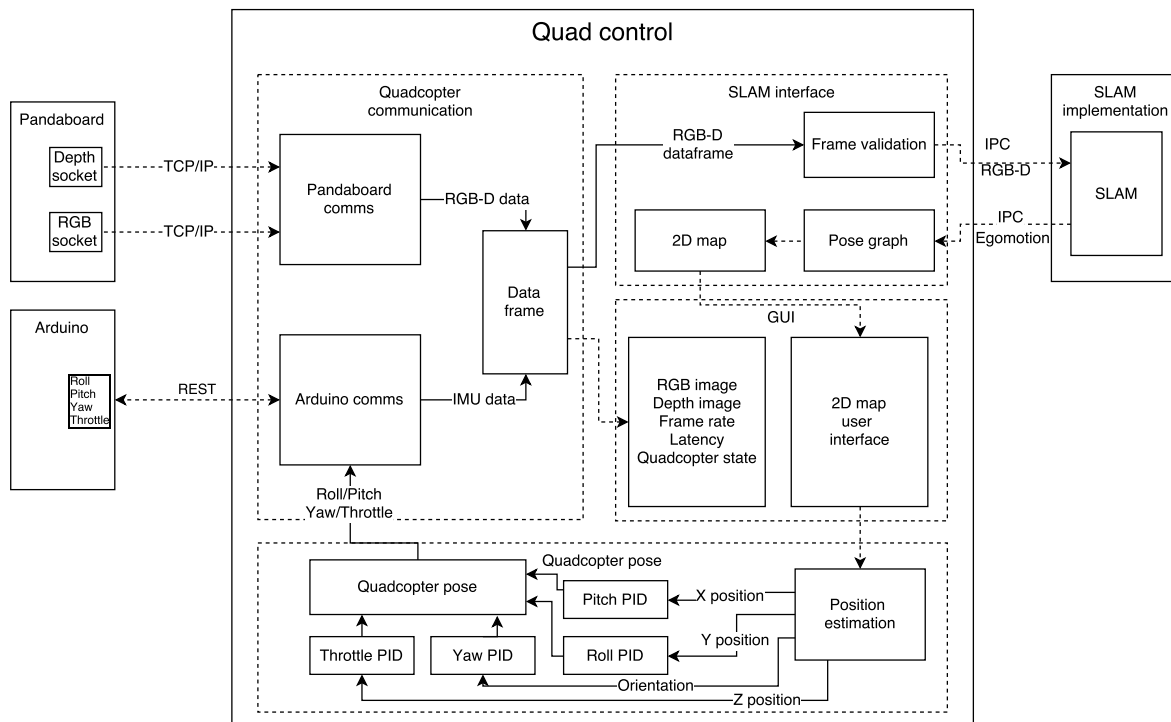 Quad control
Quadcopter
communication
SLAM interface
SLAM
implementation
Pandaboard
Depth
socket
TCP/IP
RGB
socket
TCP/IP
Pandaboard
comms
RGB-D data
RGB-D
dataframe
Frame validation
IPC
RGB-D
SLAM
IPC
Egomotion
2D map
Pose graph
Data
frame
Arduino
Roll
Pitch
Yaw
Throttle
REST
Arduino comms
IMU data
GUI
RGB image
Depth image
Frame rate
Latency
Quadcopter state
2D map
user
interface
Roll/Pitch
Yaw/Throttle
Quadcopter pose
Quadcopter pose
Pitch PID
X position
Position
estimation
Throttle PID
Yaw PID
Roll PID
Y position
Orientation
Z position